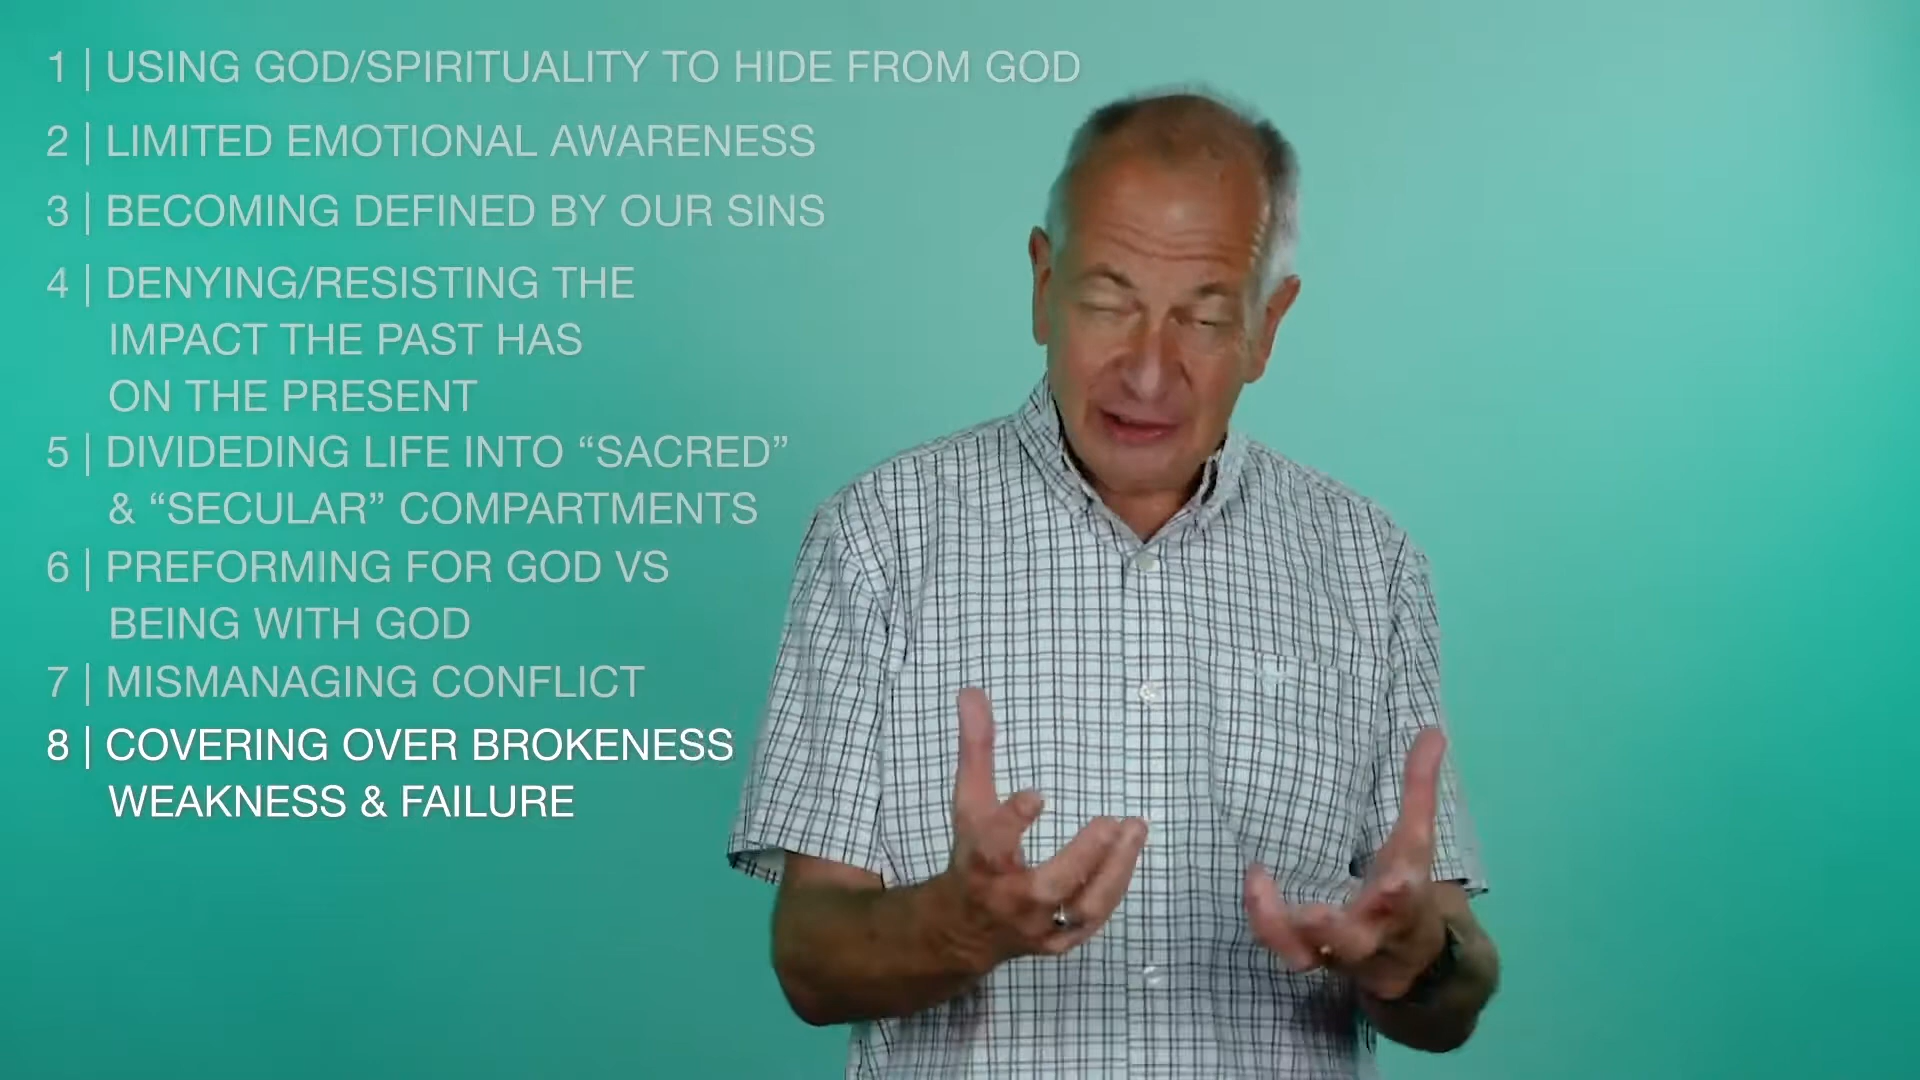 1 | USING GOD/SPIRITUALITY TO HIDE FROM GOD
2 | LIMITED EMOTIONAL AWARENESS
3 | BECOMING DEFINED BY OUR SINS
4 | DENYING/RESISTING THE
IMPACT THE PAST HAS
ON THE PRESENT
5 | DIVIDEDING LIFE INTO “SACRED”
& “SECULAR” COMPARTMENTS
6 | PREFORMING FOR GOD VS
BEING WITH GOD
7 | MISMANAGING CONFLICT
8 | COVERING OVER BROKENESS
WEAKNESS & FAILURE